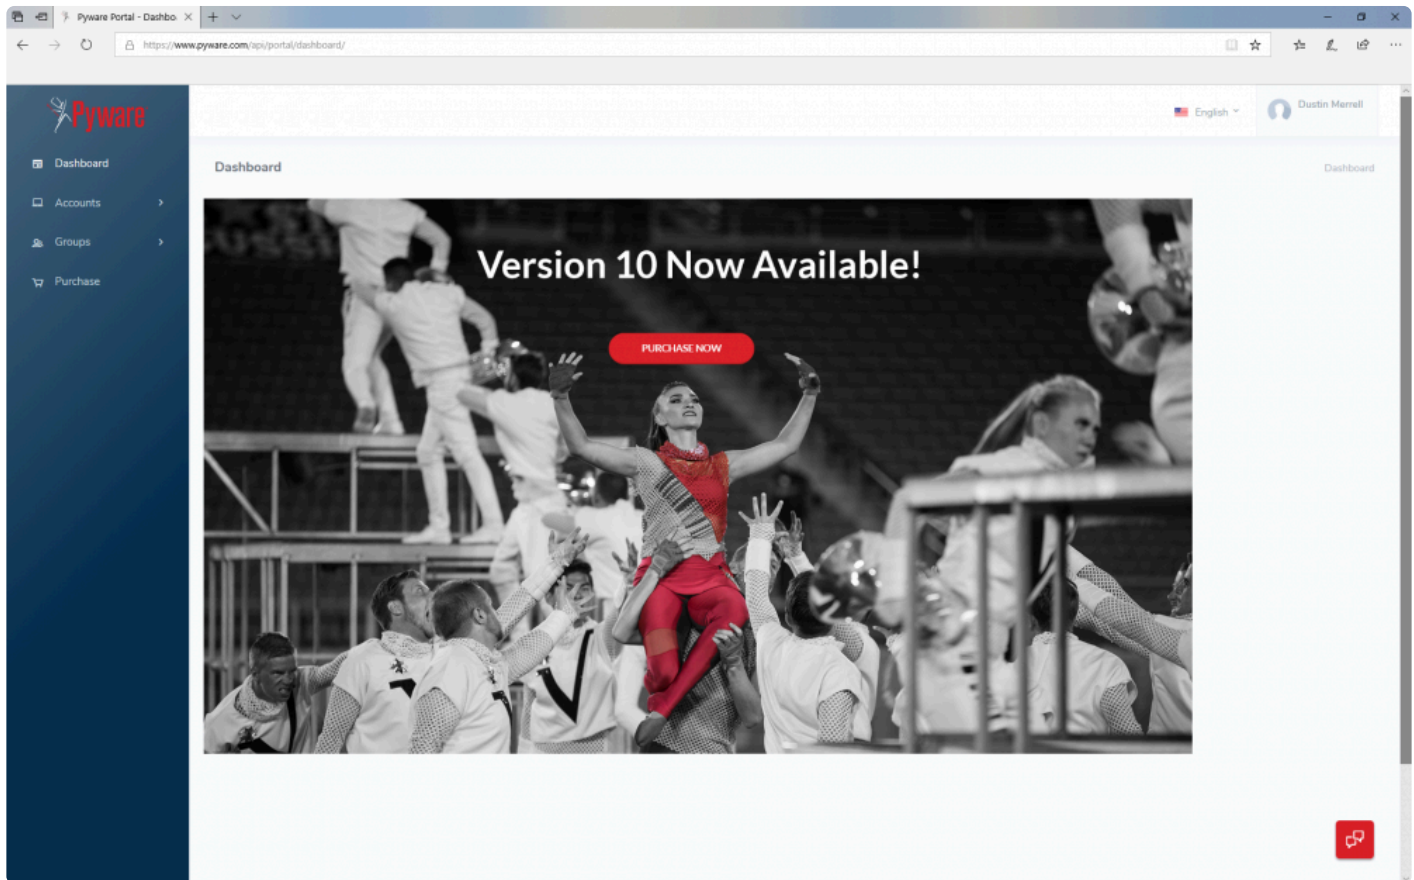 Pyware Portal - Dashbo
https://www.pyware.com/api/portal/dashboard/
Pyware
English
Dustin Merrell
Dashboard
Dashboard
Dashboard
Accounts
Groups
Purchase
Version 10 Now Available!
PURCHASE NOW